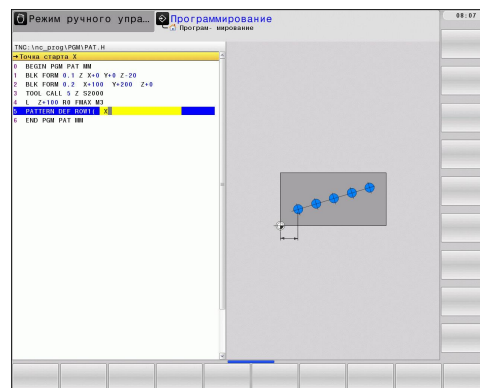 Режим ручного упра...
Программирование
Програм- мирование
08:07
TNC:\nc_prog\PGM\PAT.H
→Точка старта X
0 BEGIN PGM PAT MM
1 BLK FORM 0.1 Z X+0 Y+0 Z-20
2 BLK FORM 0.2 X+100 Y+200 Z+0
3 TOOL CALL 5 Z S2000
4 L Z+100 R0 FMAX M3
5 PATTERN DEF ROW1( X
6 END PGM PAT MM